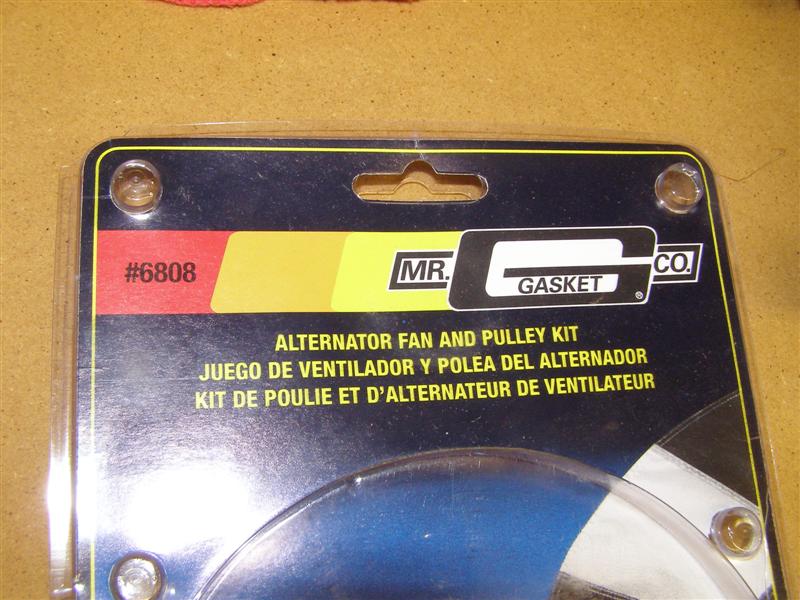 #6808
MR. GASKET CO.
®
ALTERNATOR FAN AND PULLEY KIT
JUEGO DE VENTILADOR Y POLEA DEL ALTERNADOR
KIT DE POULIE ET D'ALTERNATEUR DE VENTILATEUR